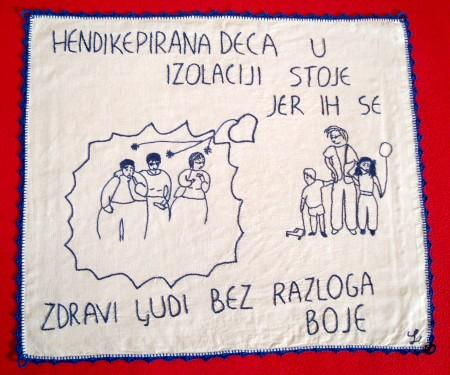 HENDIKEPIRANA DECA U
IZOLACIJI STOJE
JER IH SE
ZDRAVI LJUDI BEZ RAZLOGA
BOJE